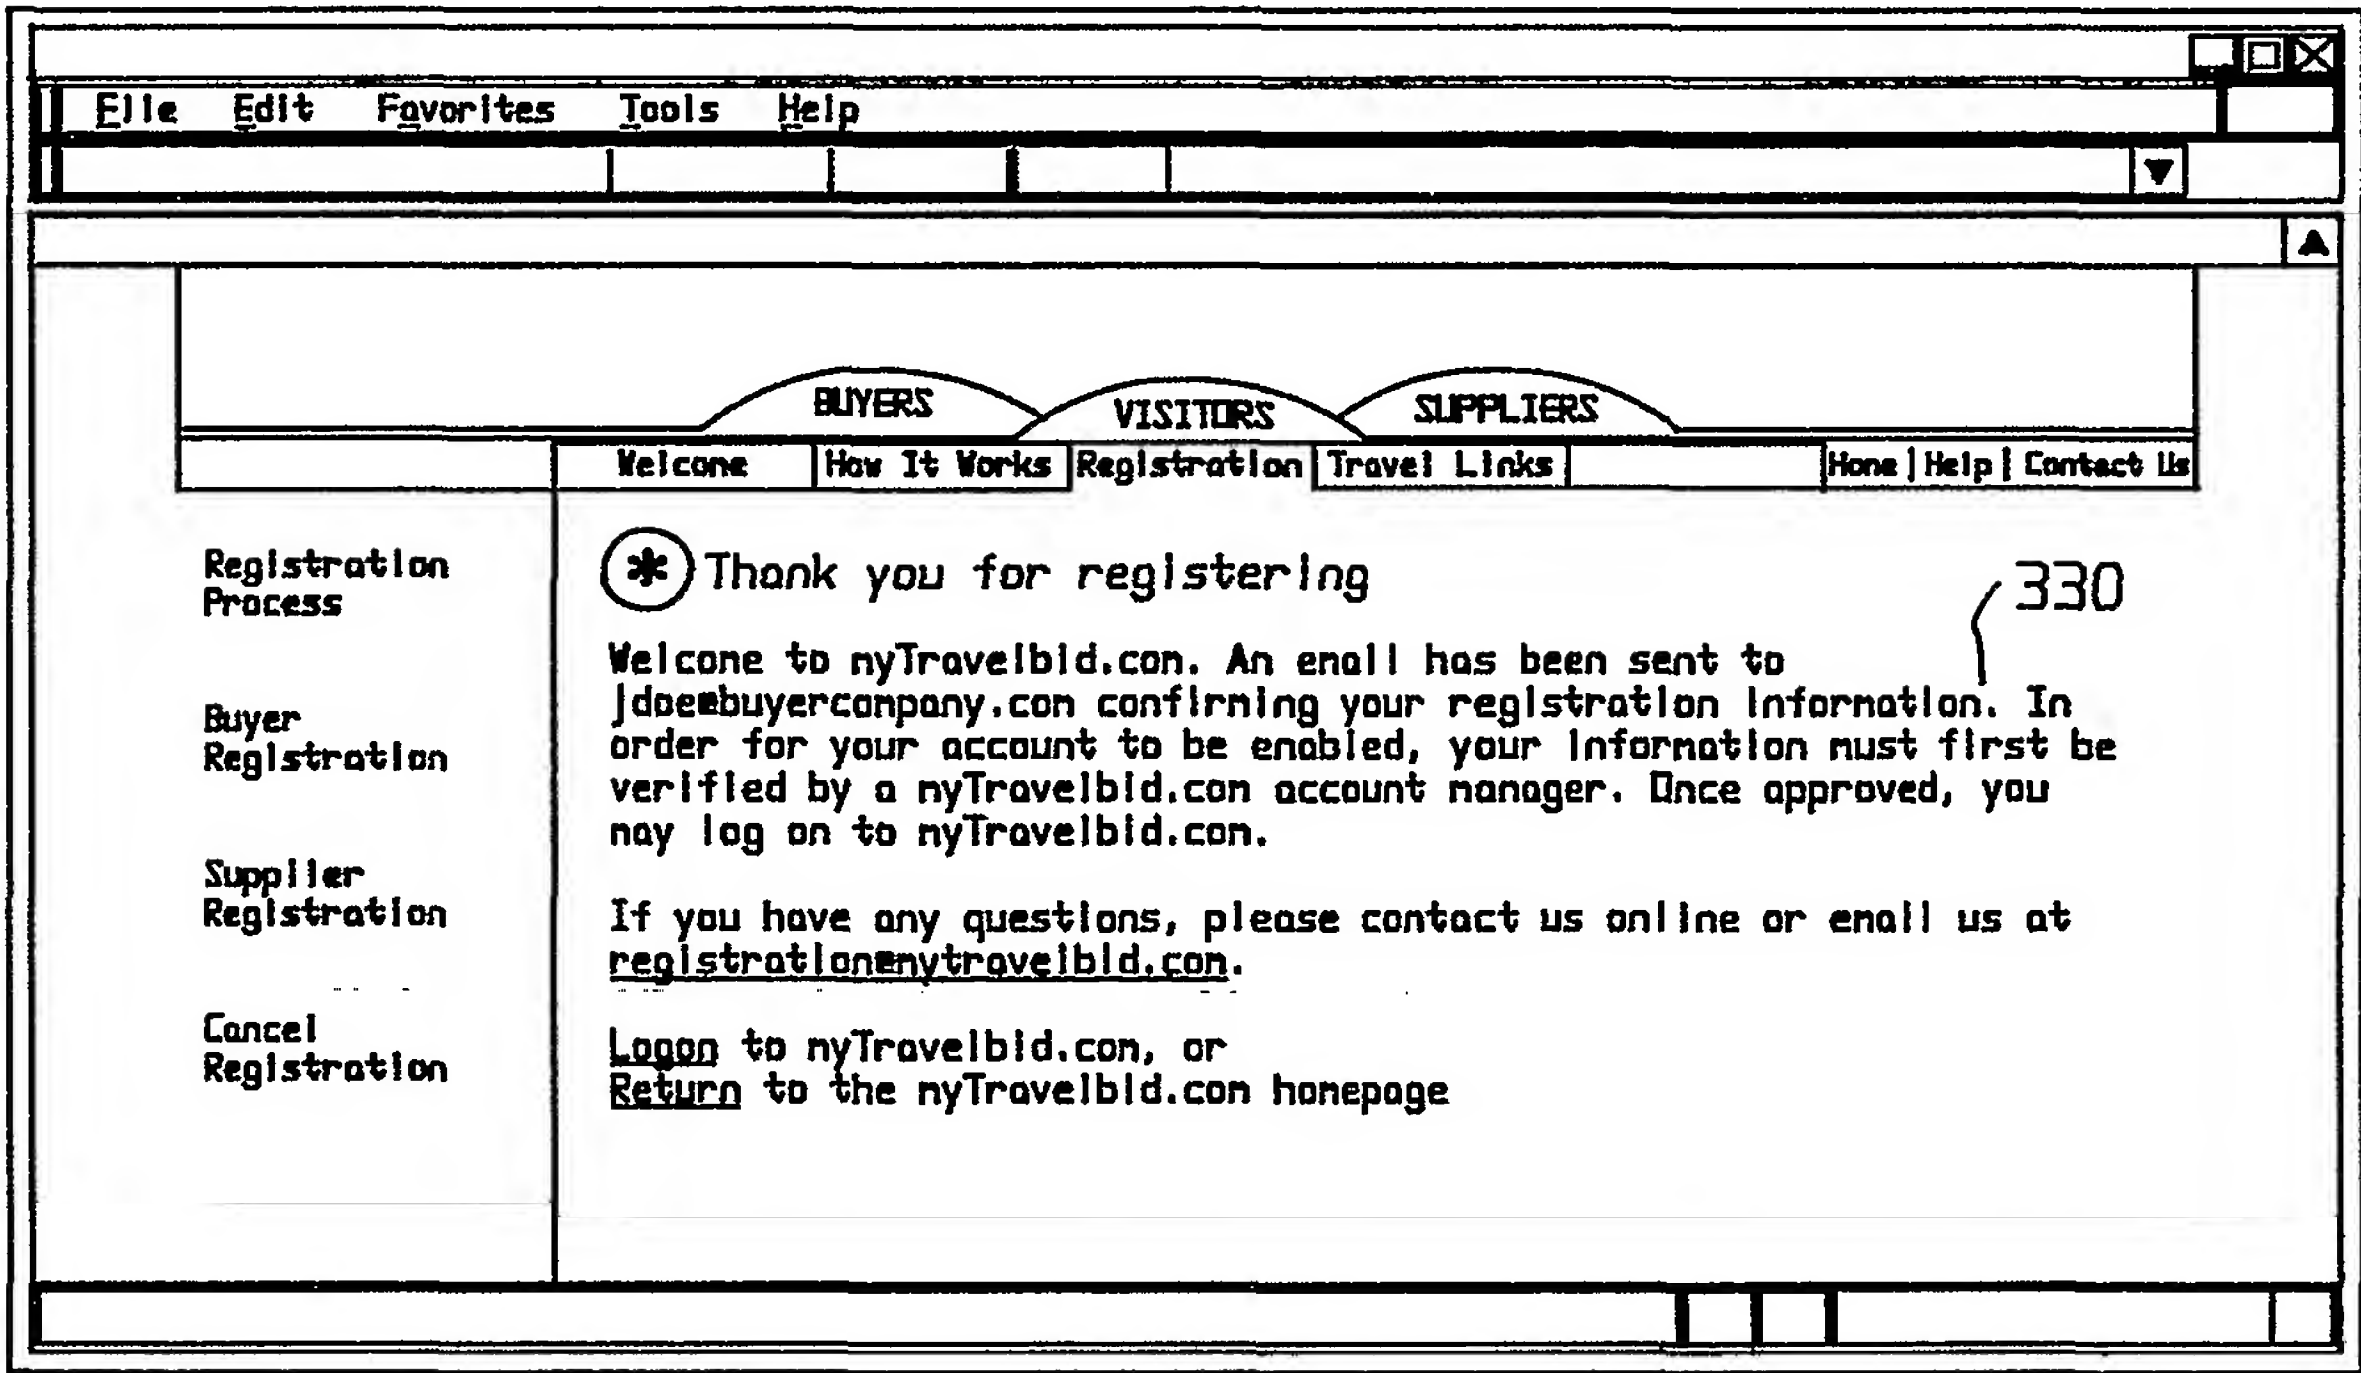 File Edit Favorites Tools Help
BUYERS VISITORS SUPPLIERS
Welcome How It Works Registration Travel Links Home | Help | Contact Us
Registration
Process
Buyer
Registration
Supplier
Registration
Cancel
Registration
* Thank you for registering
330
Welcome to myTravelbid.com. An email has been sent to
jdoe@buyercompany.com confirming your registration information. In
order for your account to be enabled, your information must first be
verified by a myTravelbid.com account manager. Once approved, you
may log on to myTravelbid.com.
If you have any questions, please contact us online or email us at
registration@mytravelbid.com.
Logon to myTravelbid.com, or
Return to the myTravelbid.com homepage